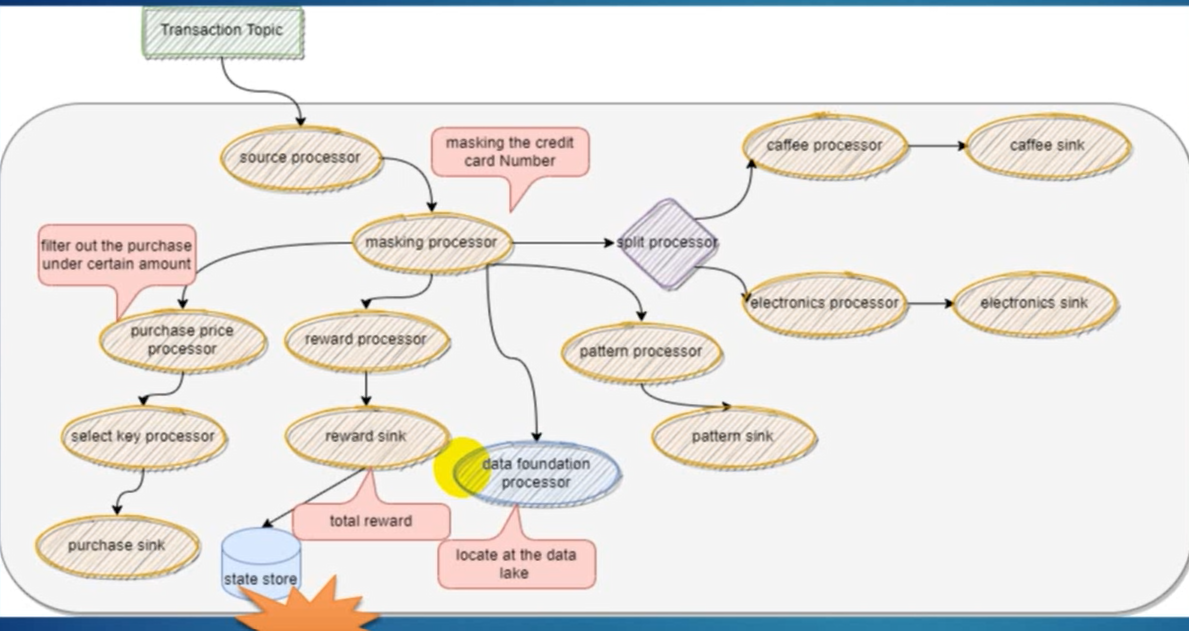 Transaction Topic
source processor
masking the credit
card Number
caffee processor
caffee sink
filter out the purchase
under certain amount
masking processor
split processor
purchase price
processor
reward processor
pattern processor
electronics processor
electronics sink
select key processor
reward sink
data foundation
processor
pattern sink
purchase sink
total reward
state store
locate at the data
lake